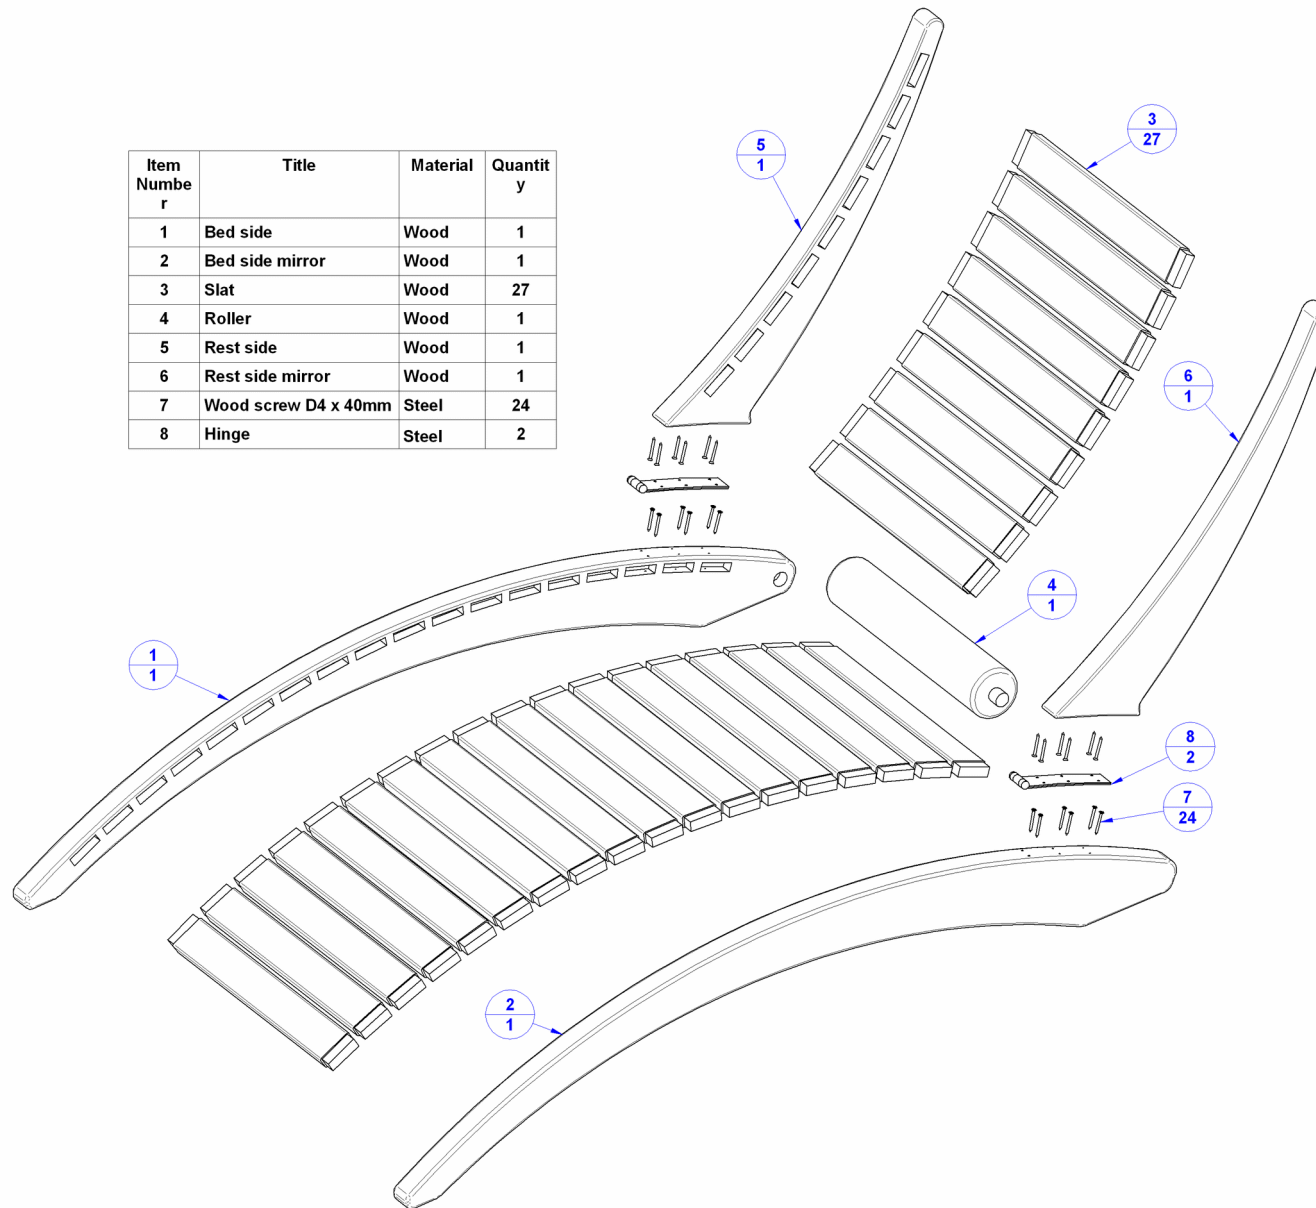 Item Numbe r Title Material Quantit y
1 Bed side Wood 1
2 Bed side mirror Wood 1
3 Slat Wood 27
4 Roller Wood 1
5 Rest side Wood 1
6 Rest side mirror Wood 1
7 Wood screw D4 x 40mm Steel 24
8 Hinge Steel 2
3
27
5
1
6
1
4
1
1
1
8
2
7
24
2
1